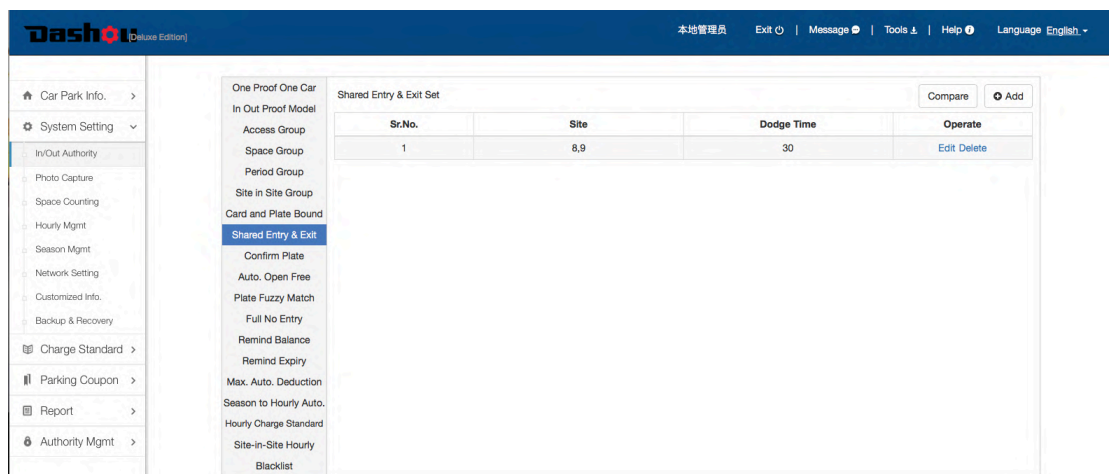 Dashou [Deluxe Edition]
本地管理员 Exit | Message | Tools | Help Language English
Car Park Info.
System Setting
In/Out Authority
Photo Capture
Space Counting
Hourly Mgmt
Season Mgmt
Network Setting
Customized Info.
Backup & Recovery
Charge Standard
Parking Coupon
Report
Authority Mgmt
One Proof One Car
In Out Proof Model
Access Group
Space Group
Period Group
Site in Site Group
Card and Plate Bound
Shared Entry & Exit
Confirm Plate
Auto. Open Free
Plate Fuzzy Match
Full No Entry
Remind Balance
Remind Expiry
Max. Auto. Deduction
Season to Hourly Auto.
Hourly Charge Standard
Site-in-Site Hourly
Blacklist
Shared Entry & Exit Set Compare Add
Sr.No. Site Dodge Time Operate
1 8,9 30 Edit Delete